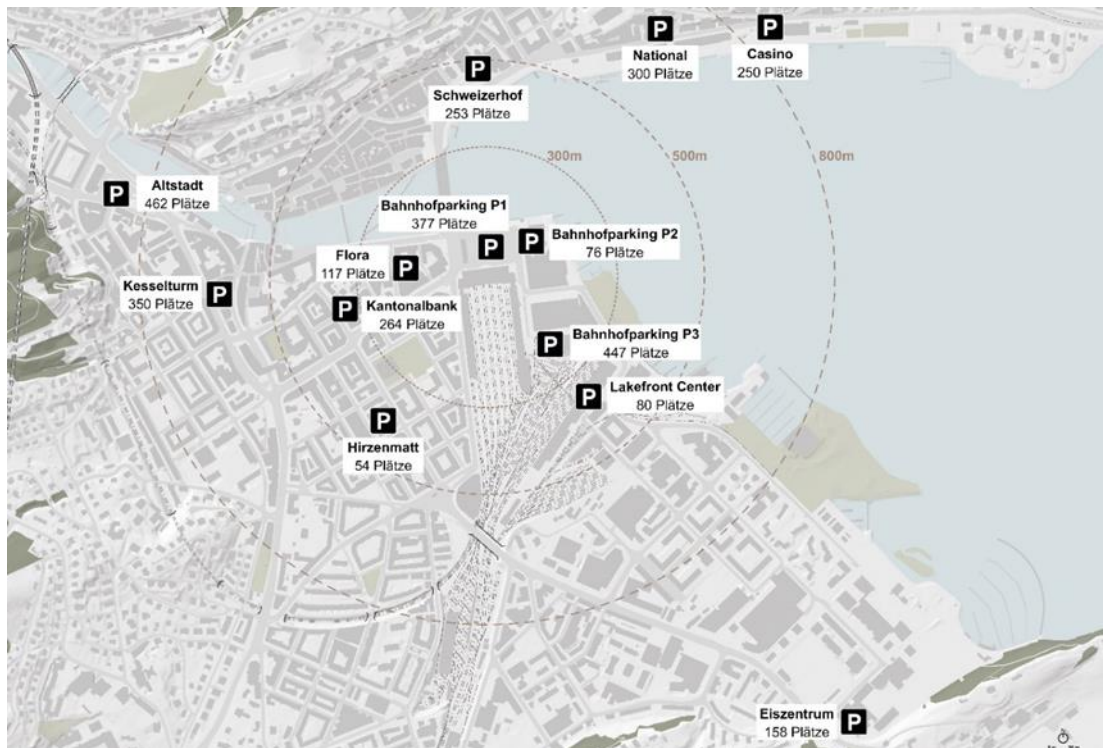 P
National
300 Plätze
P
Casino
250 Plätze
P
Schweizerhof
253 Plätze
300m
500m
800m
P
Altstadt
462 Plätze
Bahnhofparking P1
377 Plätze
P
P
Bahnhofparking P2
76 Plätze
Flora
117 Plätze
P
Kesselturm
350 Plätze
P
P
Kantonalbank
264 Plätze
P
Bahnhofparking P3
447 Plätze
P
Lakefront Center
80 Plätze
P
Hirzenmatt
54 Plätze
Eiszentrum
158 Plätze
P